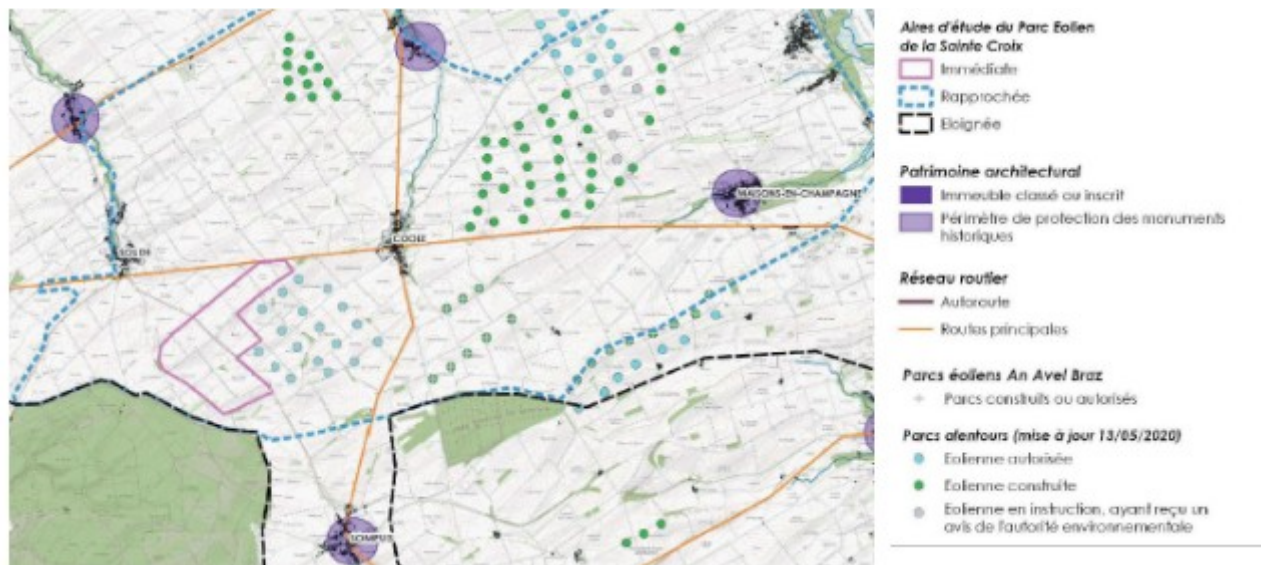 COOLE
SOUDE
MAISONS-EN-CHAMPAGNE
SOMPUIS
Aires d'étude du Parc Eolien
de la Sainte Croix
Immédiate
Rapprochée
Eloignée
Patrimoine architectural
Immeuble classé ou inscrit
Périmètre de protection des monuments
historiques
Réseau routier
Autoroute
Routes principales
Parcs éoliens An Avel Braz
Parcs construits ou autorisés
Parcs alentours (mise à jour 13/05/2020)
Eolienne autorisée
Eolienne construite
Eolienne en instruction, ayant reçu un
avis de l'autorité environnementale